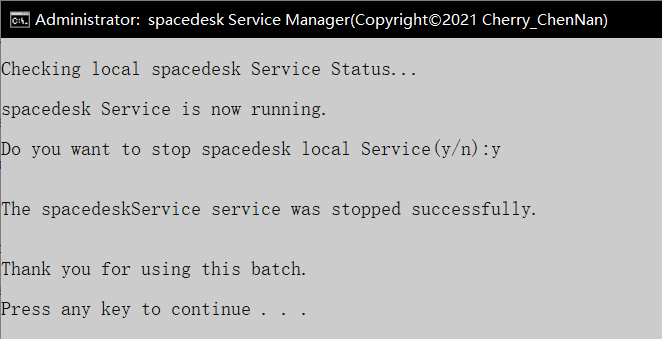 Administrator: spacedesk Service Manager(Copyright©2021 Cherry_ChenNan)
Checking local spacedesk Service Status...
spacedesk Service is now running.
Do you want to stop spacedesk local Service(y/n):y
The spacedeskService service was stopped successfully.
Thank you for using this batch.
Press any key to continue . . .